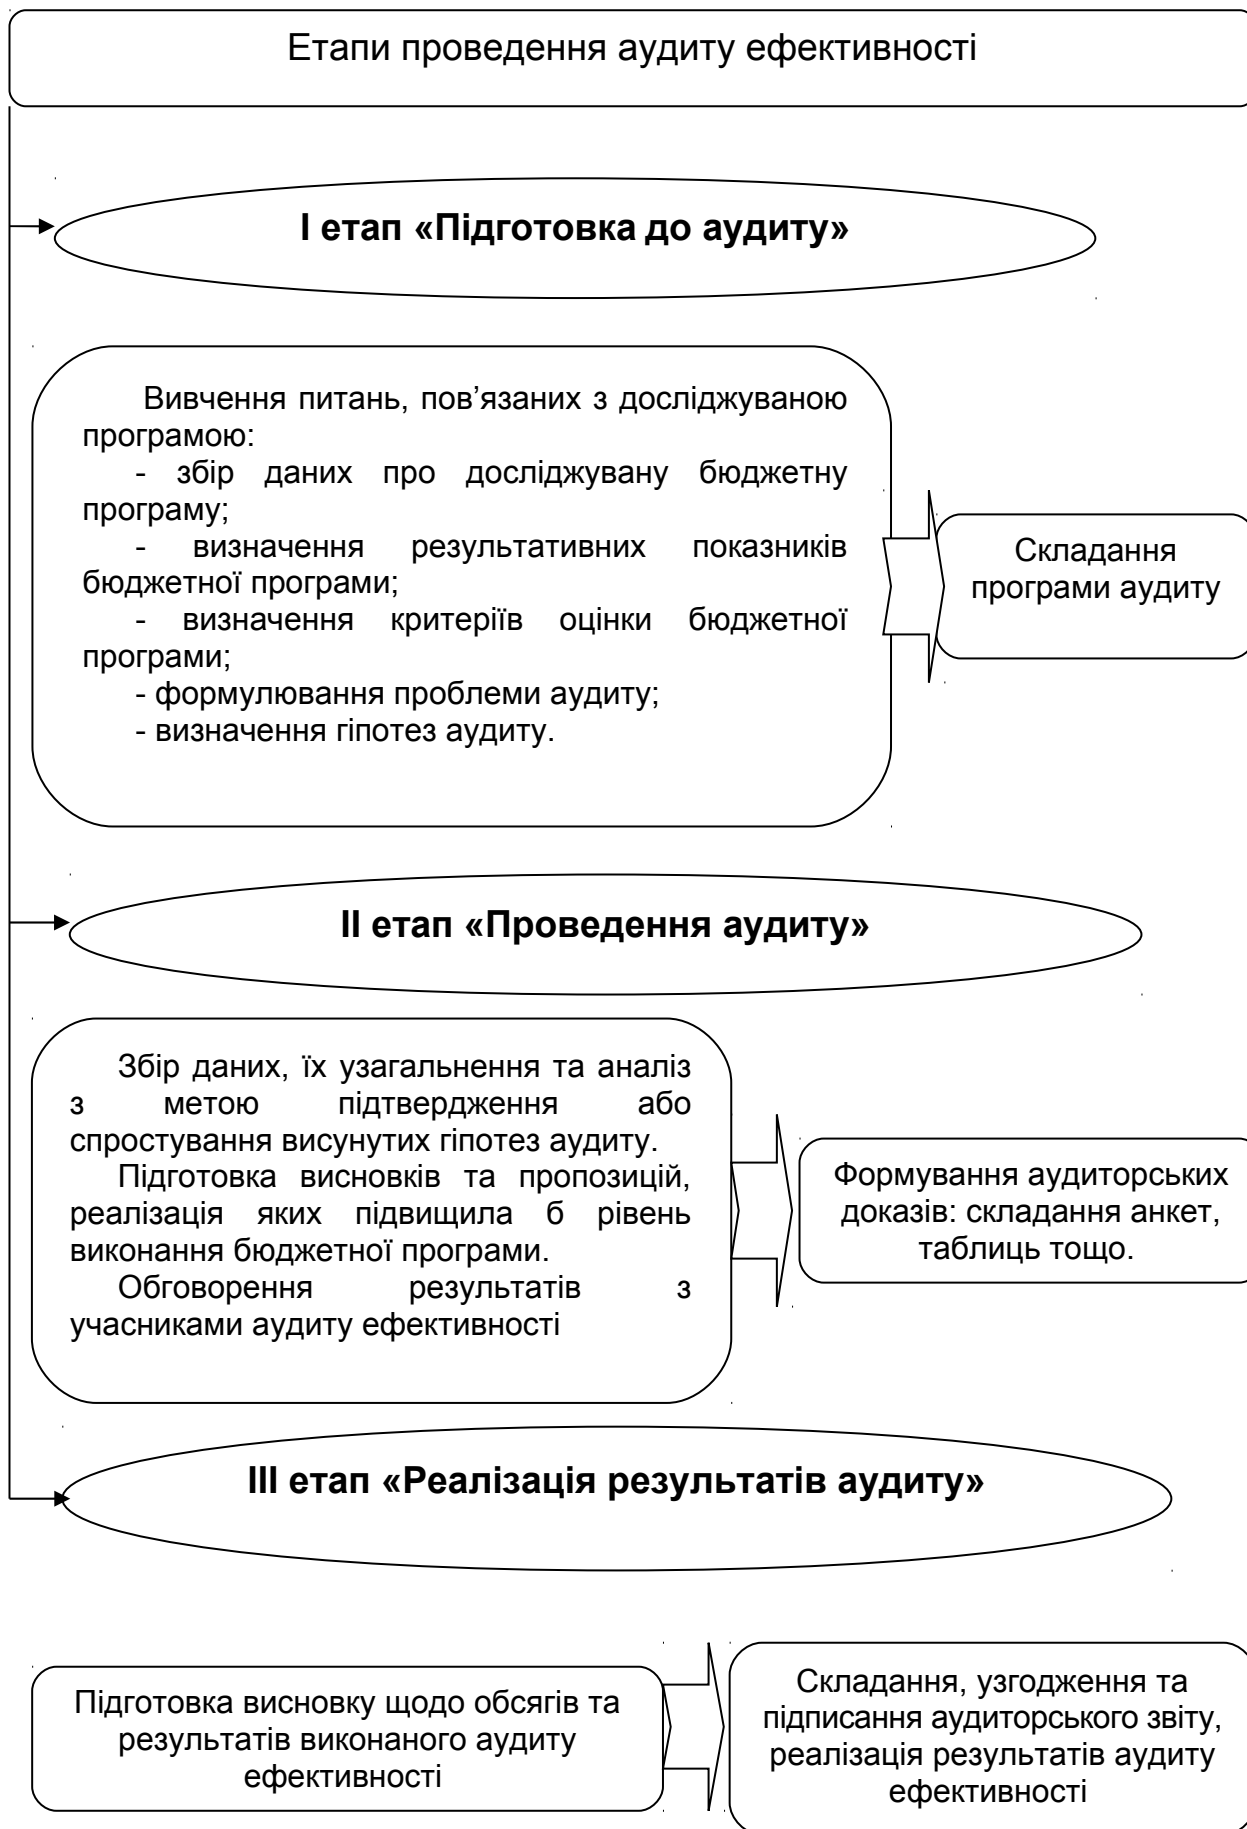 Етапи проведення аудиту ефективності
І етап «Підготовка до аудиту»
Вивчення питань, пов’язаних з досліджуваною
програмою:
- збір даних про досліджувану бюджетну
програму;
- визначення результативних показників
бюджетної програми;
- визначення критеріїв оцінки бюджетної
програми;
- формулювання проблеми аудиту;
- визначення гіпотез аудиту.
Складання
програми аудиту
ІІ етап «Проведення аудиту»
Збір даних, їх узагальнення та аналіз
з метою підтвердження або
спростування висунутих гіпотез аудиту.
Підготовка висновків та пропозицій,
реалізація яких підвищила б рівень
виконання бюджетної програми.
Обговорення результатів з
учасниками аудиту ефективності
Формування аудиторських
доказів: складання анкет,
таблиць тощо.
ІІІ етап «Реалізація результатів аудиту»
Підготовка висновку щодо обсягів та
результатів виконаного аудиту
ефективності
Складання, узгодження та
підписання аудиторського звіту,
реалізація результатів аудиту
ефективності